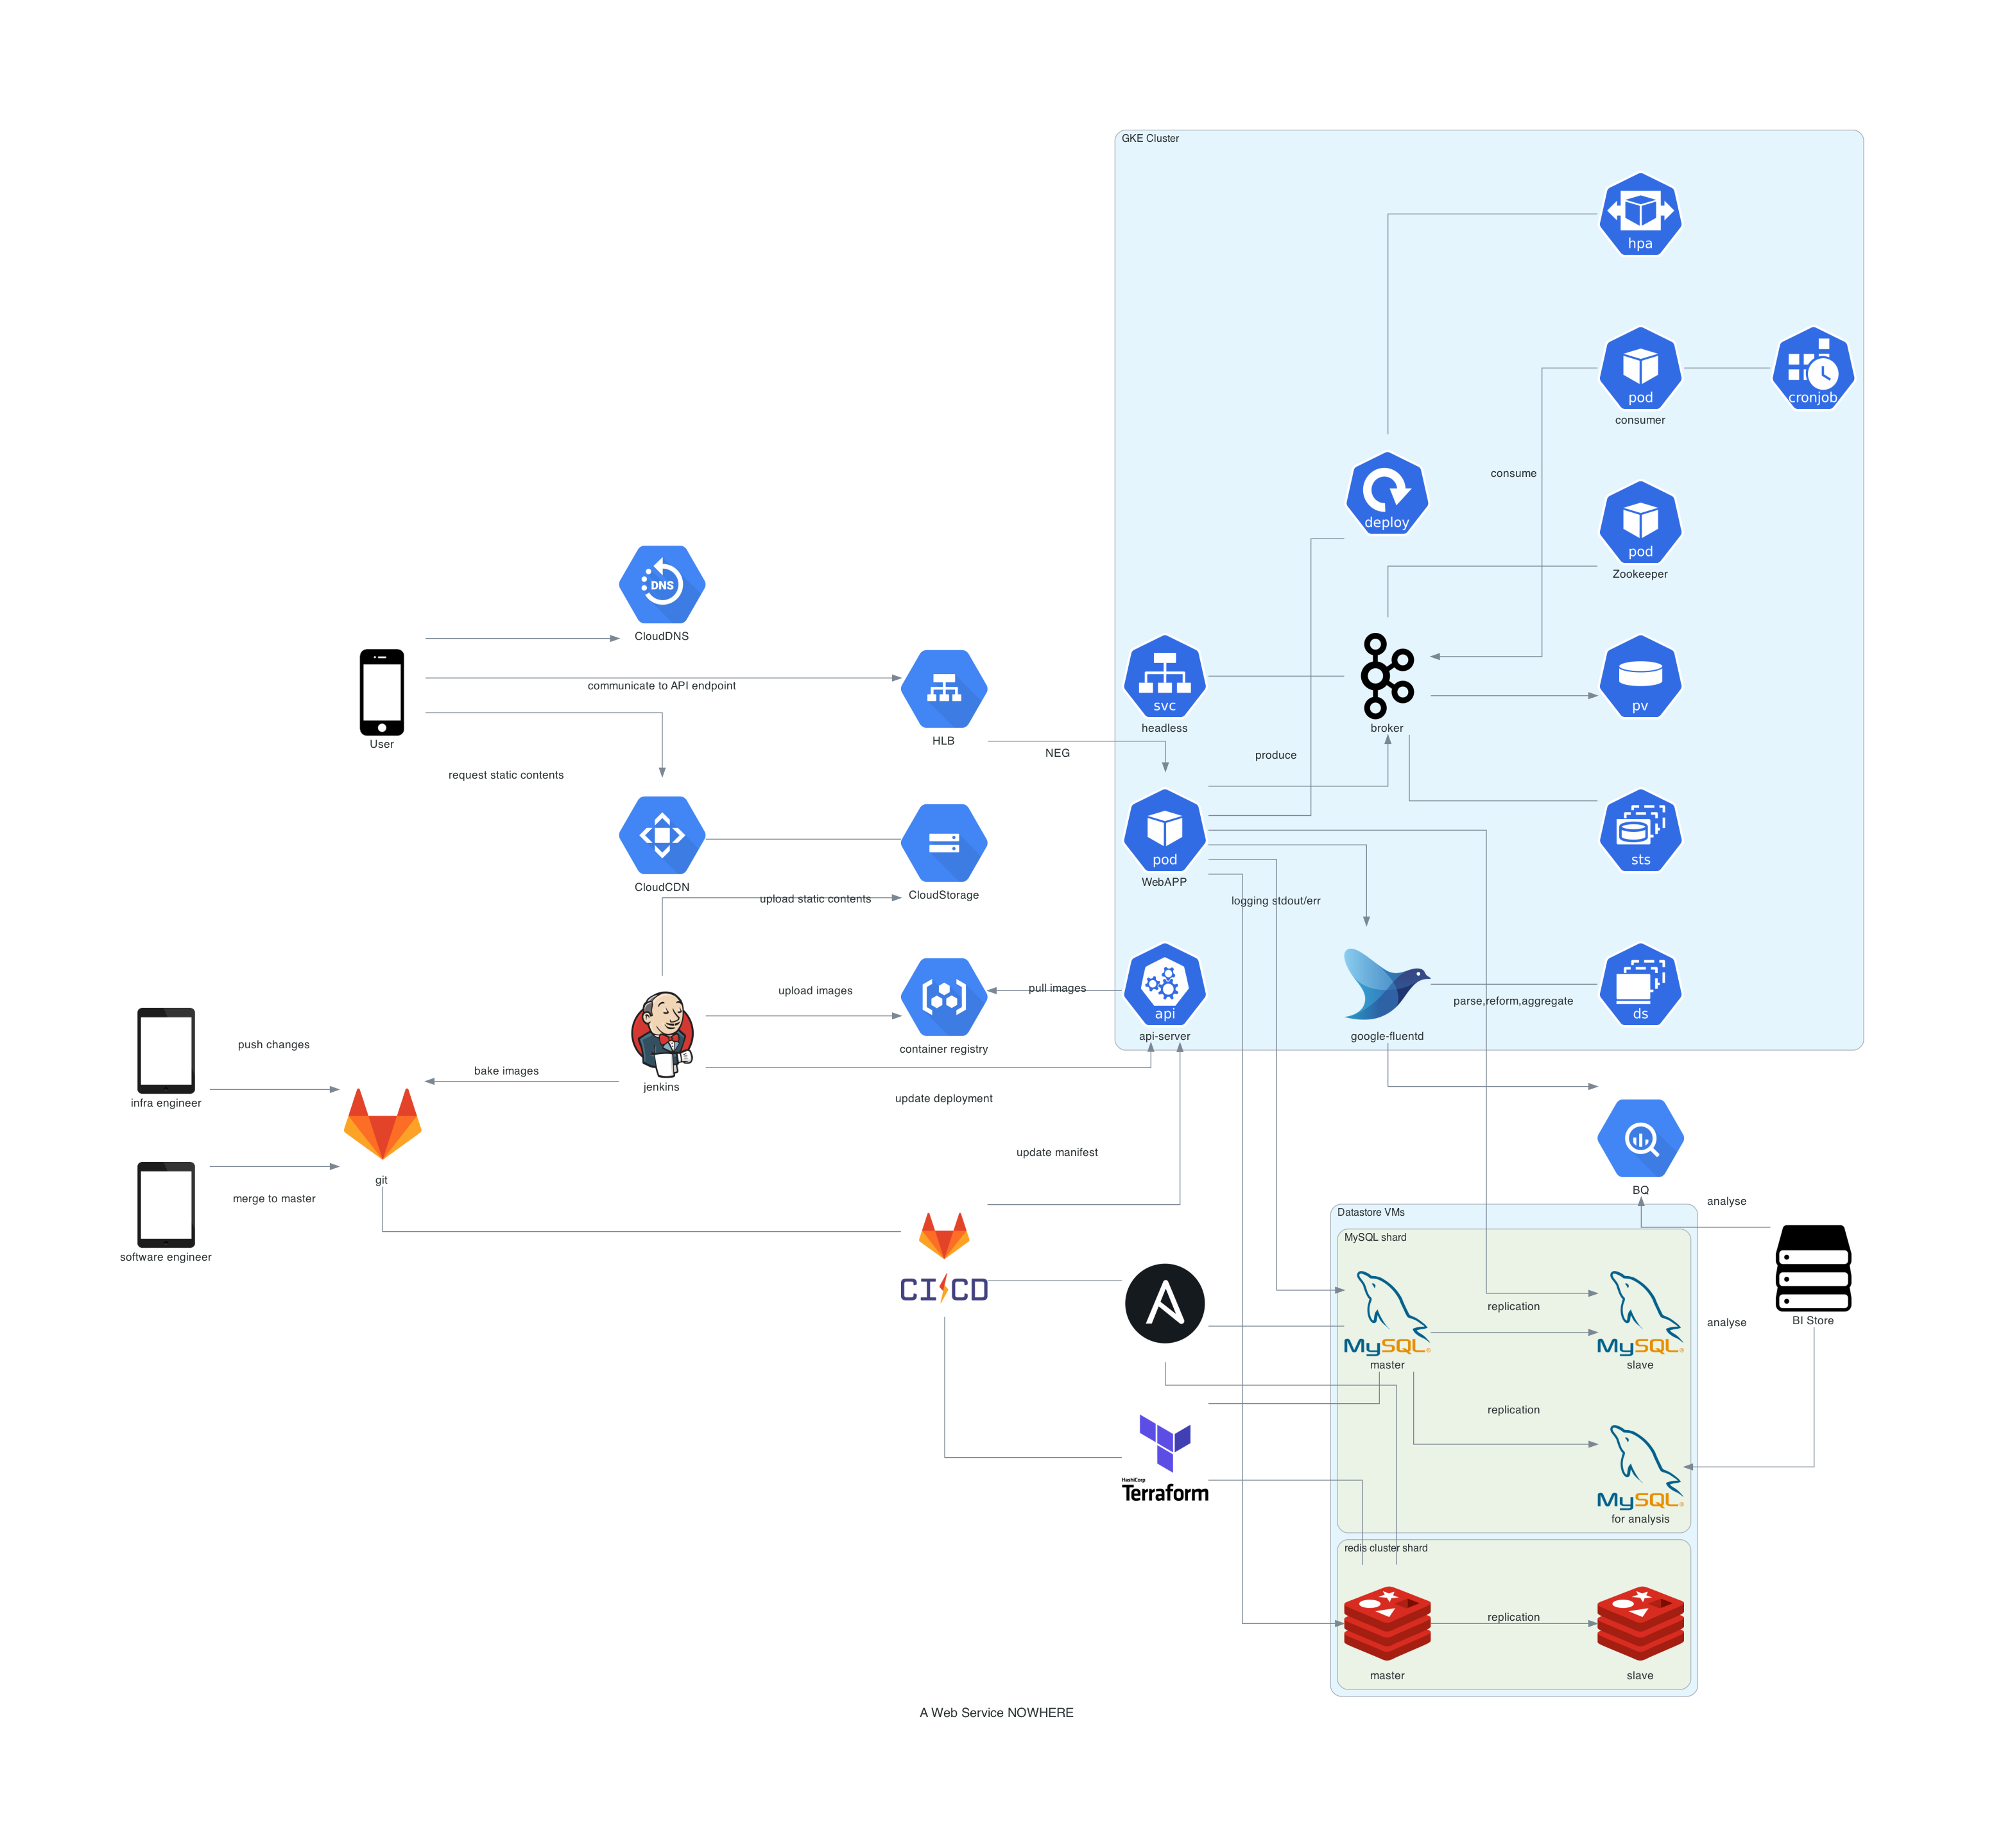 GKE Cluster
hpa
pod
consumer
cronjob
consume
deploy
pod
Zookeeper
DNS
CloudDNS
communicate to API endpoint
User
HLB
NEG
svc
headless
broker
pv
request static contents
produce
CloudCDN
CloudStorage
pod
WebAPP
sts
upload static contents
logging stdout/err
upload images
container registry
pull images
api
api-server
google-fluentd
parse,reform,aggregate
ds
infra engineer
push changes
bake images
jenkins
update deployment
git
software engineer
merge to master
update manifest
BQ
analyse
Datastore VMs
MySQL shard
CI CD
MySQL
master
replication
MySQL
slave
analyse
BI Store
replication
HashiCorp
Terraform
MySQL
for analysis
redis cluster shard
master
replication
slave
A Web Service NOWHERE